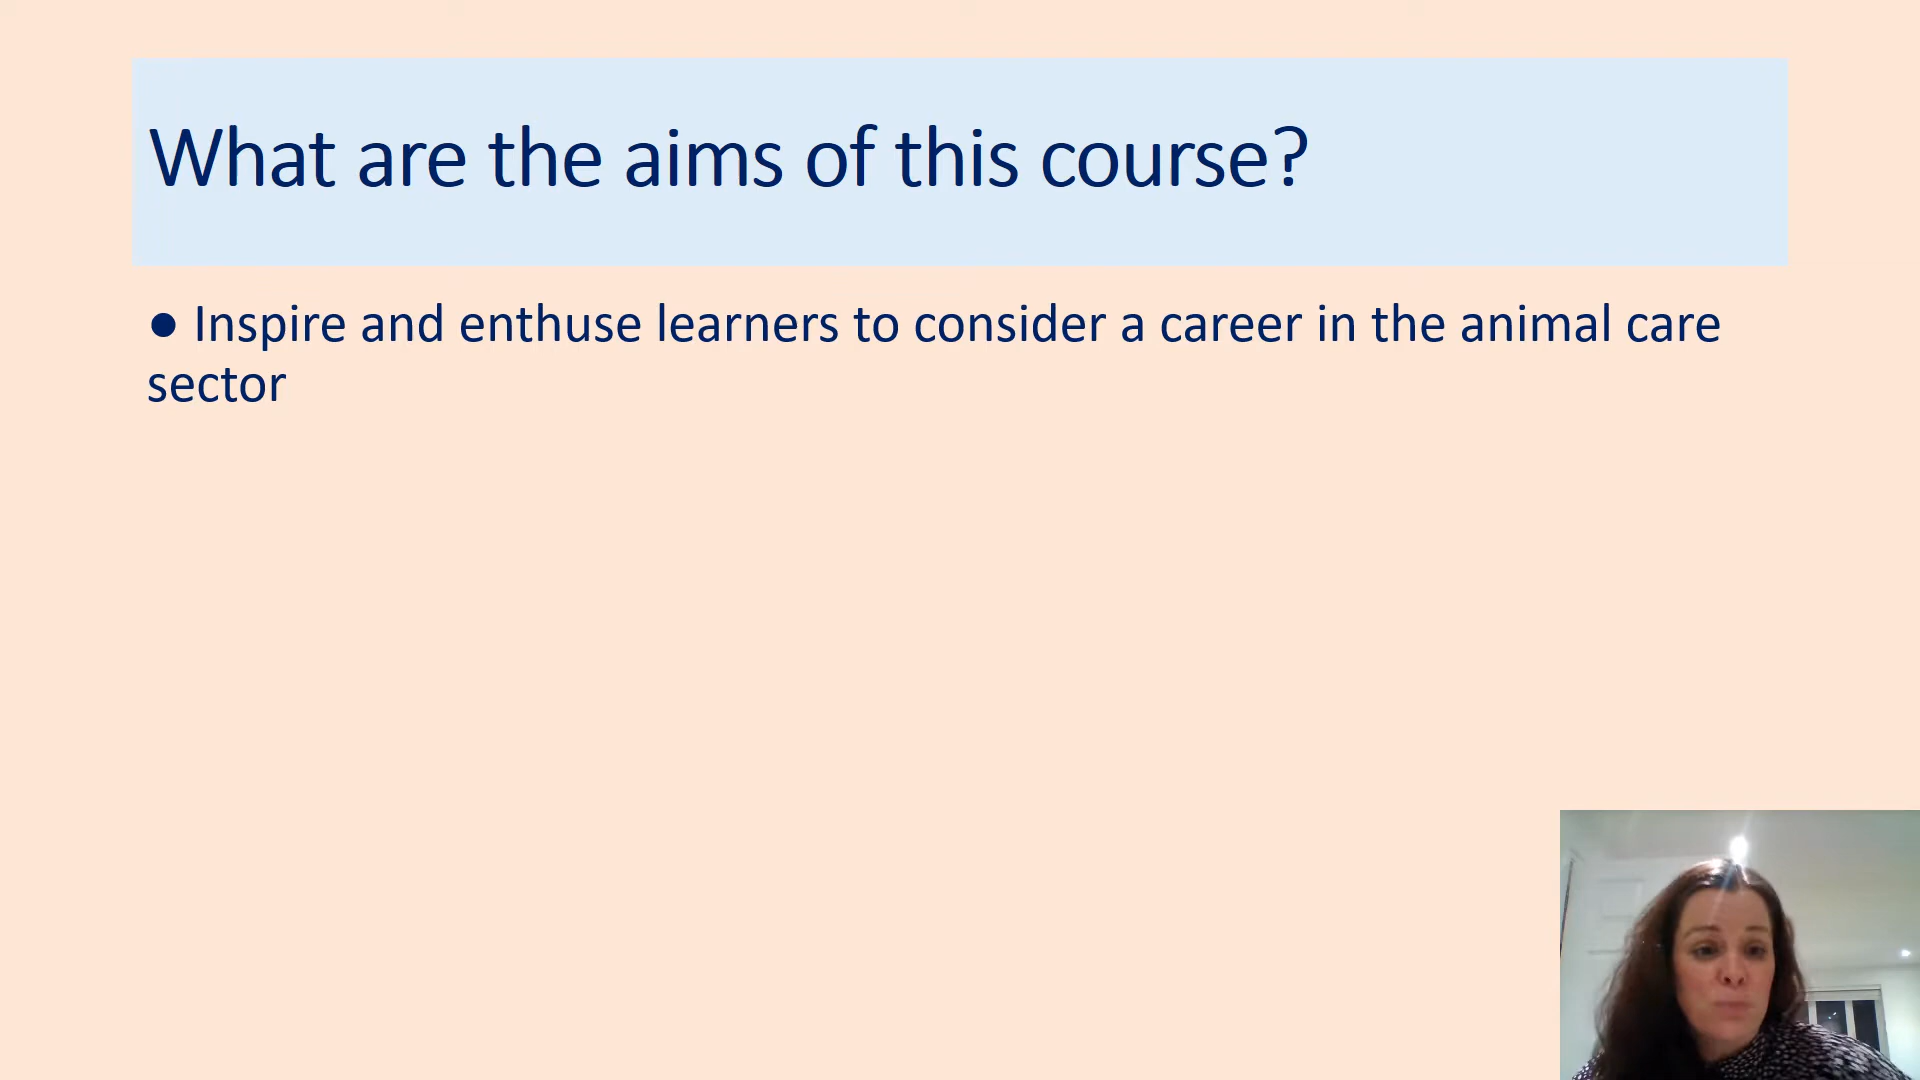 What are the aims of this course?
● Inspire and enthuse learners to consider a career in the animal care
sector